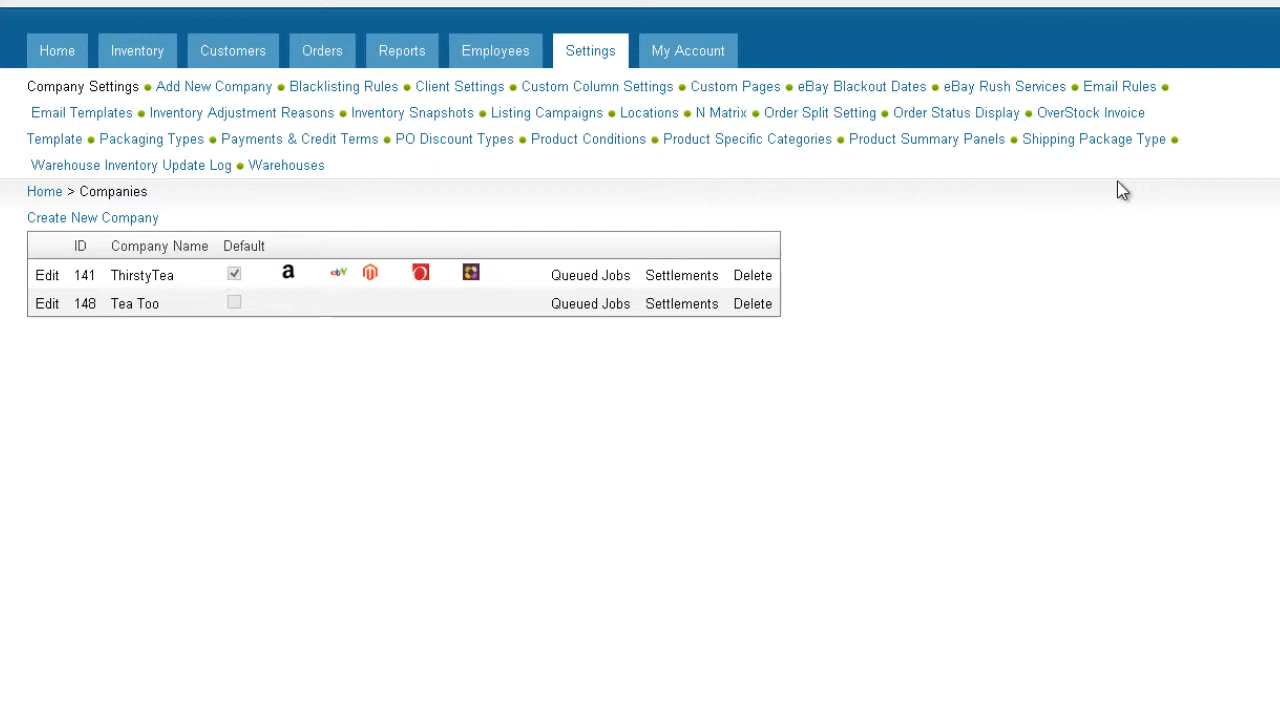 Home Inventory Customers Orders Reports Employees Settings My Account
Company Settings Add New Company Blacklisting Rules Client Settings Custom Column Settings Custom Pages eBay Blackout Dates eBay Rush Services Email Rules
Email Templates Inventory Adjustment Reasons Inventory Snapshots Listing Campaigns Locations N Matrix Order Split Setting Order Status Display OverStock Invoice
Template Packaging Types Payments & Credit Terms PO Discount Types Product Conditions Product Specific Categories Product Summary Panels Shipping Package Type
Warehouse Inventory Update Log Warehouses
Home > Companies
Create New Company
ID Company Name Default
Edit 141 ThirstyTea a ebY Queued Jobs Settlements Delete
Edit 148 Tea Too Queued Jobs Settlements Delete